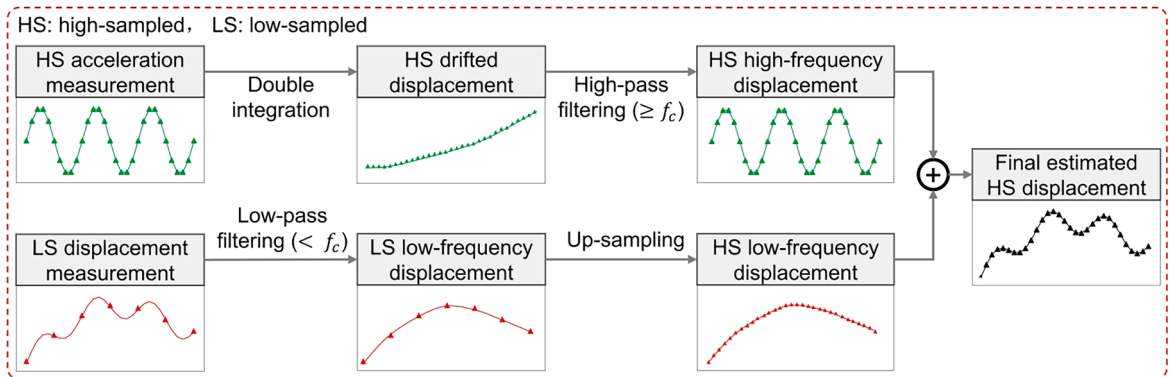 HS: high-sampled， LS: low-sampled
HS acceleration
measurement
Double
integration
HS drifted
displacement
High-pass
filtering (≥ fc)
HS high-frequency
displacement
Final estimated
HS displacement
LS displacement
measurement
Low-pass
filtering (< fc)
LS low-frequency
displacement
Up-sampling
HS low-frequency
displacement